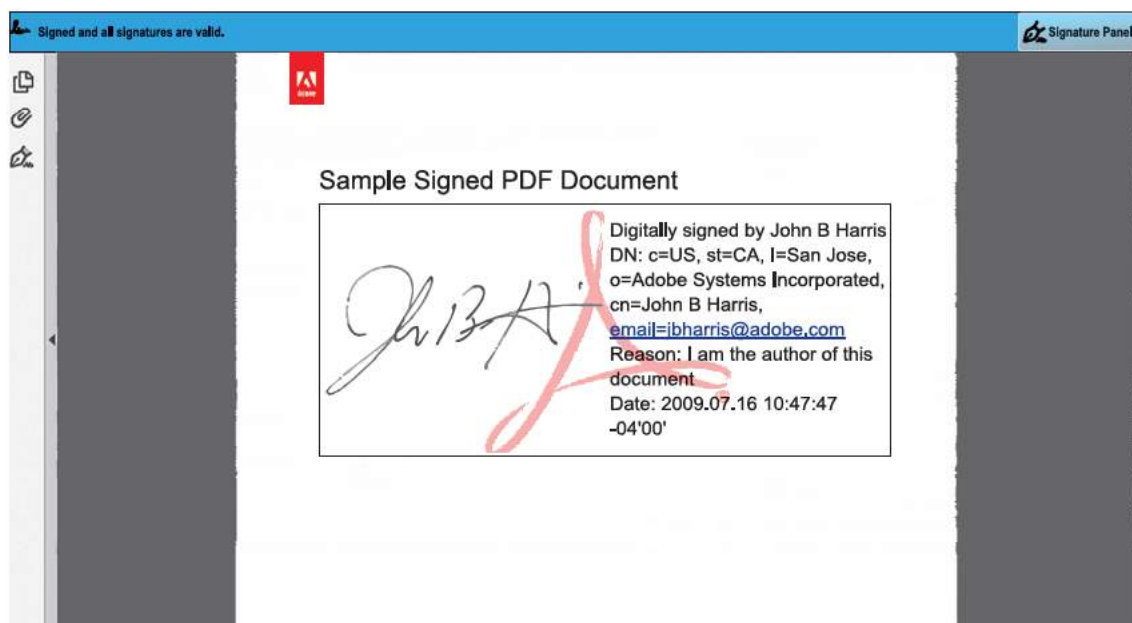 Signed and all signatures are valid.
Signature Panel
Adobe
Sample Signed PDF Document
Digitally signed by John B Harris
DN: c=US, st=CA, l=San Jose,
o=Adobe Systems Incorporated,
cn=John B Harris,
email=jbharris@adobe.com
Reason: I am the author of this
document
Date: 2009.07.16 10:47:47
-04'00'